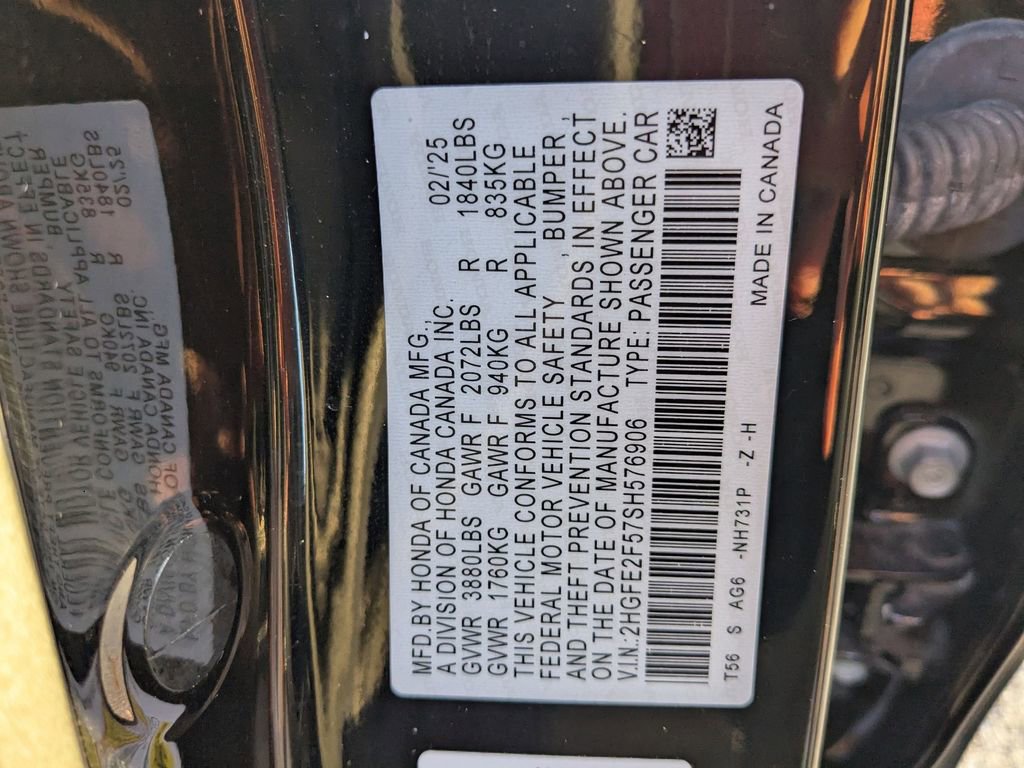 MFD.BY HONDA OF CANADA MFG.,
A DIVISION OF HONDA CANADA INC. 02/'25
GVWR 3880LBS GAWR F 2072LBS R 1840LBS
GVWR 1760KG GAWR F 940KG R 835KG
THIS VEHICLE CONFORMS TO ALL APPLICABLE
FEDERAL MOTOR VEHICLE SAFETY, BUMPER,
AND THEFT PREVENTION STANDARDS IN EFFECT
ON THE DATE OF MANUFACTURE SHOWN ABOVE.
V.I.N.:2HGFE2F57SH576906 TYPE: PASSENGER CAR
T56 S AG6 -NH731P -Z -H MADE IN CANADA